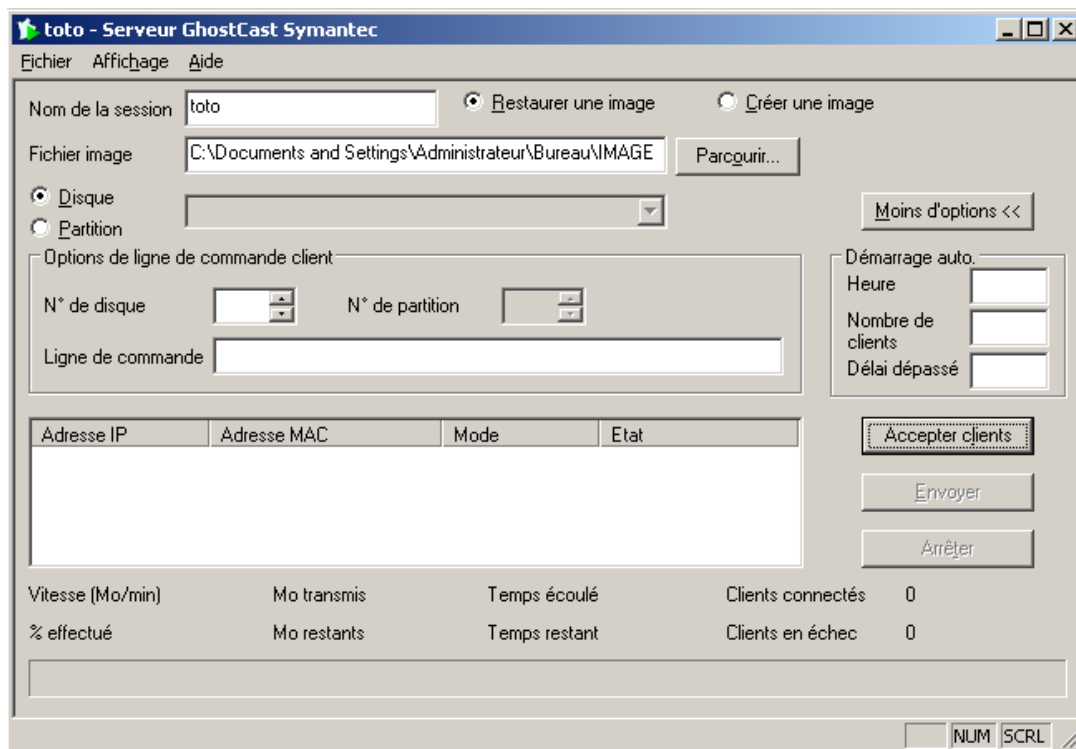 toto - Serveur GhostCast Symantec
Fichier Affichage Aide
Nom de la session toto Restaurer une image Créer une image
Fichier image C:\Documents and Settings\Administrateur\Bureau\IMAGE Parcourir...
Disque
Partition
Moins d'options <<
Options de ligne de commande client
N° de disque N° de partition
Ligne de commande
Démarrage auto.
Heure
Nombre de
clients
Délai dépassé
Adresse IP Adresse MAC Mode Etat
Accepter clients
Envoyer
Arrêter
Vitesse (Mo/min) Mo transmis Temps écoulé Clients connectés 0
% effectué Mo restants Temps restant Clients en échec 0
NUM SCRL